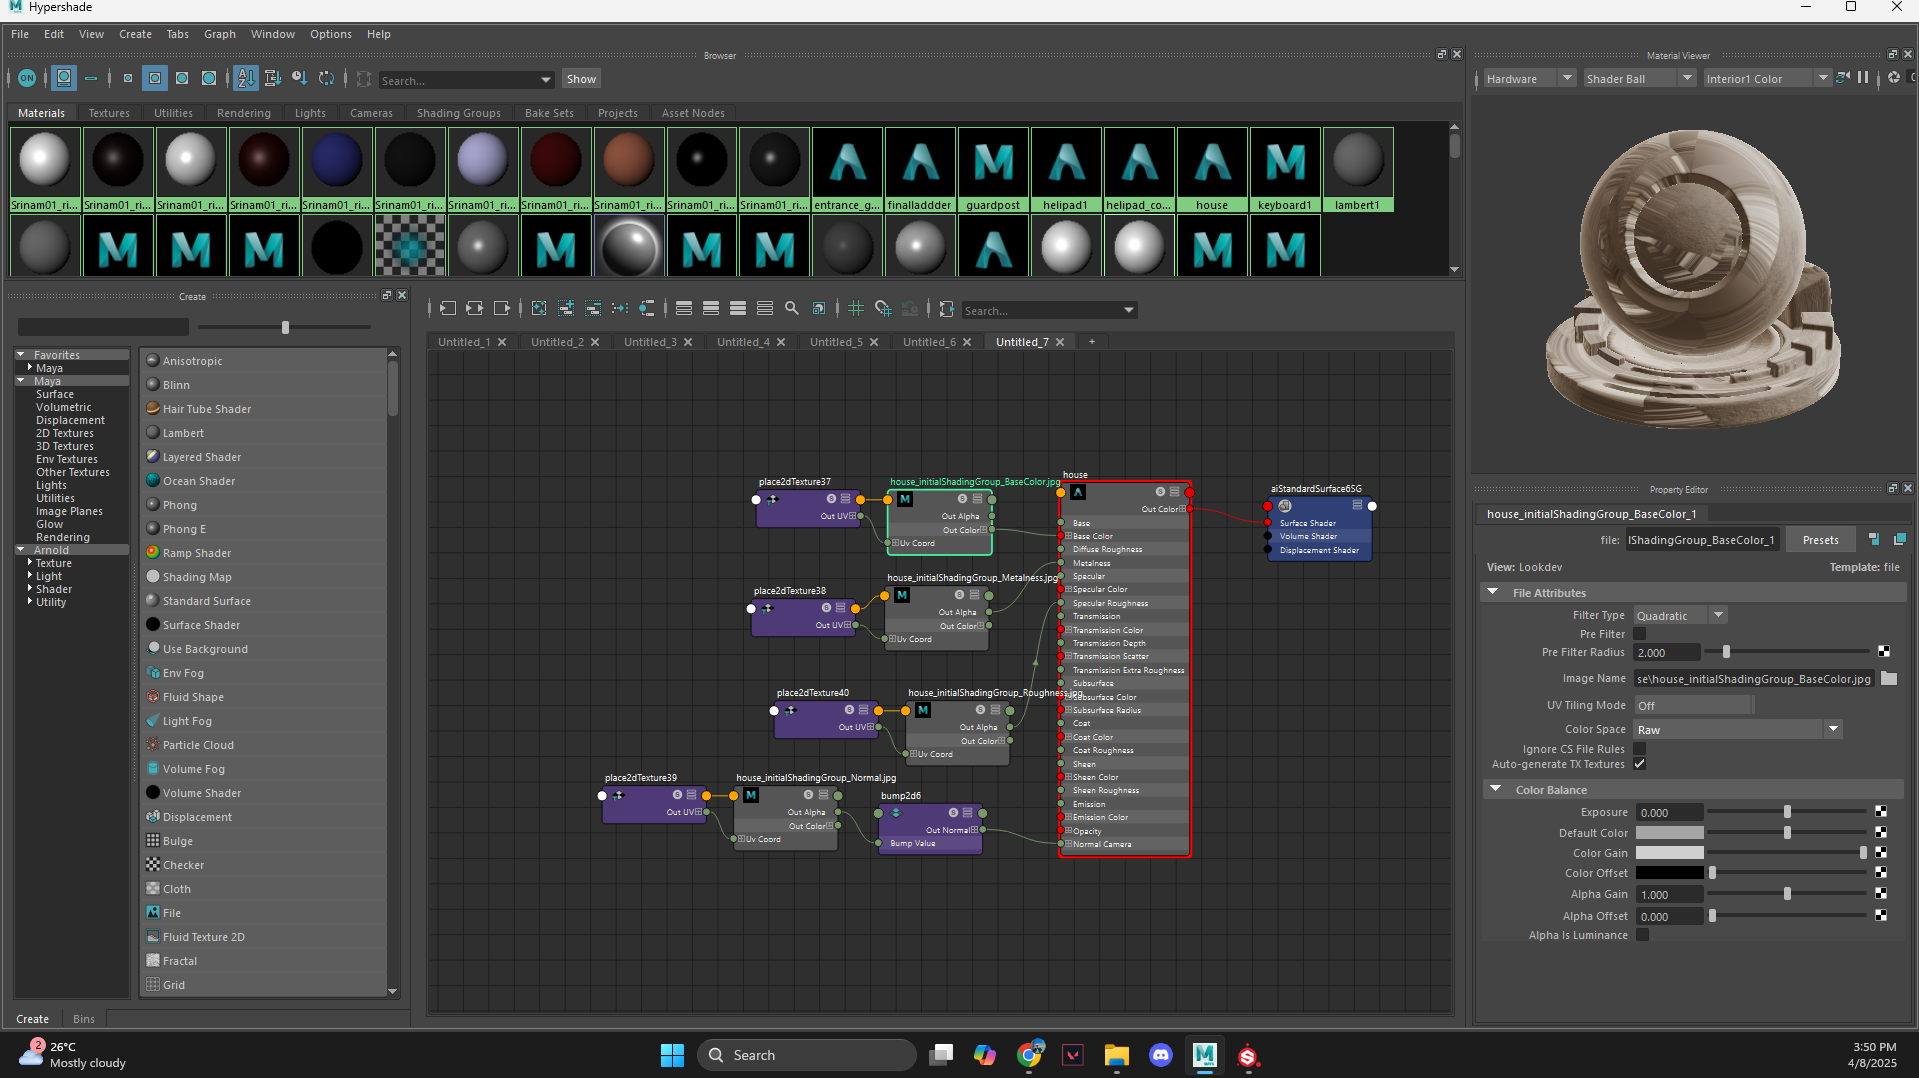 Hypershade
File Edit View Create Tabs Graph Window Options Help
Browser
ON
Search...
Show
Materials Textures Utilities Rendering Lights Cameras Shading Groups Bake Sets Projects Asset Nodes
Srinam01_ri... Srinam01_ri... Srinam01_ri... Srinam01_ri... Srinam01_ri... Srinam01_ri... Srinam01_ri... Srinam01_ri... Srinam01_ri... Srinam01_ri... Srinam01_ri... entrance_g... finalladdder guardpost helipad1 helipad_co... house keyboard1 lambert1
Material Viewer
Hardware Shader Ball Interior1 Color
Create
Favorites
Maya
Maya
Surface
Volumetric
Displacement
2D Textures
3D Textures
Env Textures
Other Textures
Lights
Utilities
Image Planes
Glow
Rendering
Arnold
Texture
Light
Shader
Utility
Anisotropic
Blinn
Hair Tube Shader
Lambert
Layered Shader
Ocean Shader
Phong
Phong E
Ramp Shader
Shading Map
Standard Surface
Surface Shader
Use Background
Env Fog
Fluid Shape
Light Fog
Particle Cloud
Volume Fog
Volume Shader
Displacement
Bulge
Checker
Cloth
File
Fluid Texture 2D
Fractal
Grid
Create Bins
Search...
Untitled_1 Untitled_2 Untitled_3 Untitled_4 Untitled_5 Untitled_6 Untitled_7 +
place2dTexture37
Out UV
house_initialShadingGroup_BaseColor.jpg
Out Alpha
Out Color
Uv Coord
place2dTexture38
Out UV
house_initialShadingGroup_Metalness.jpg
Out Alpha
Out Color
Uv Coord
place2dTexture40
Out UV
house_initialShadingGroup_Roughness.jpg
Out Alpha
Out Color
Uv Coord
place2dTexture39
Out UV
house_initialShadingGroup_Normal.jpg
Out Alpha
Out Color
Uv Coord
bump2d6
Out Normal
Bump Value
house
Out Color
Base
Base Color
Diffuse Roughness
Metalness
Specular
Specular Color
Specular Roughness
Transmission
Transmission Color
Transmission Depth
Transmission Scatter
Transmission Extra Roughness
Subsurface
Subsurface Color
Subsurface Radius
Coat
Coat Color
Coat Roughness
Sheen
Sheen Color
Sheen Roughness
Emission
Emission Color
Opacity
Normal Camera
aiStandardSurface6SG
Surface Shader
Volume Shader
Displacement Shader
Property Editor
house_initialShadingGroup_BaseColor_1
file: lShadingGroup_BaseColor_1 Presets
View: Lookdev Template: file
File Attributes
Filter Type Quadratic
Pre Filter
Pre Filter Radius 2.000
Image Name se\house_initialShadingGroup_BaseColor.jpg
UV Tiling Mode Off
Color Space Raw
Ignore CS File Rules
Auto-generate TX Textures
Color Balance
Exposure 0.000
Default Color
Color Gain
Color Offset
Alpha Gain 1.000
Alpha Offset 0.000
Alpha Is Luminance
2
26°C
Mostly cloudy
Search
3:50 PM
4/8/2025